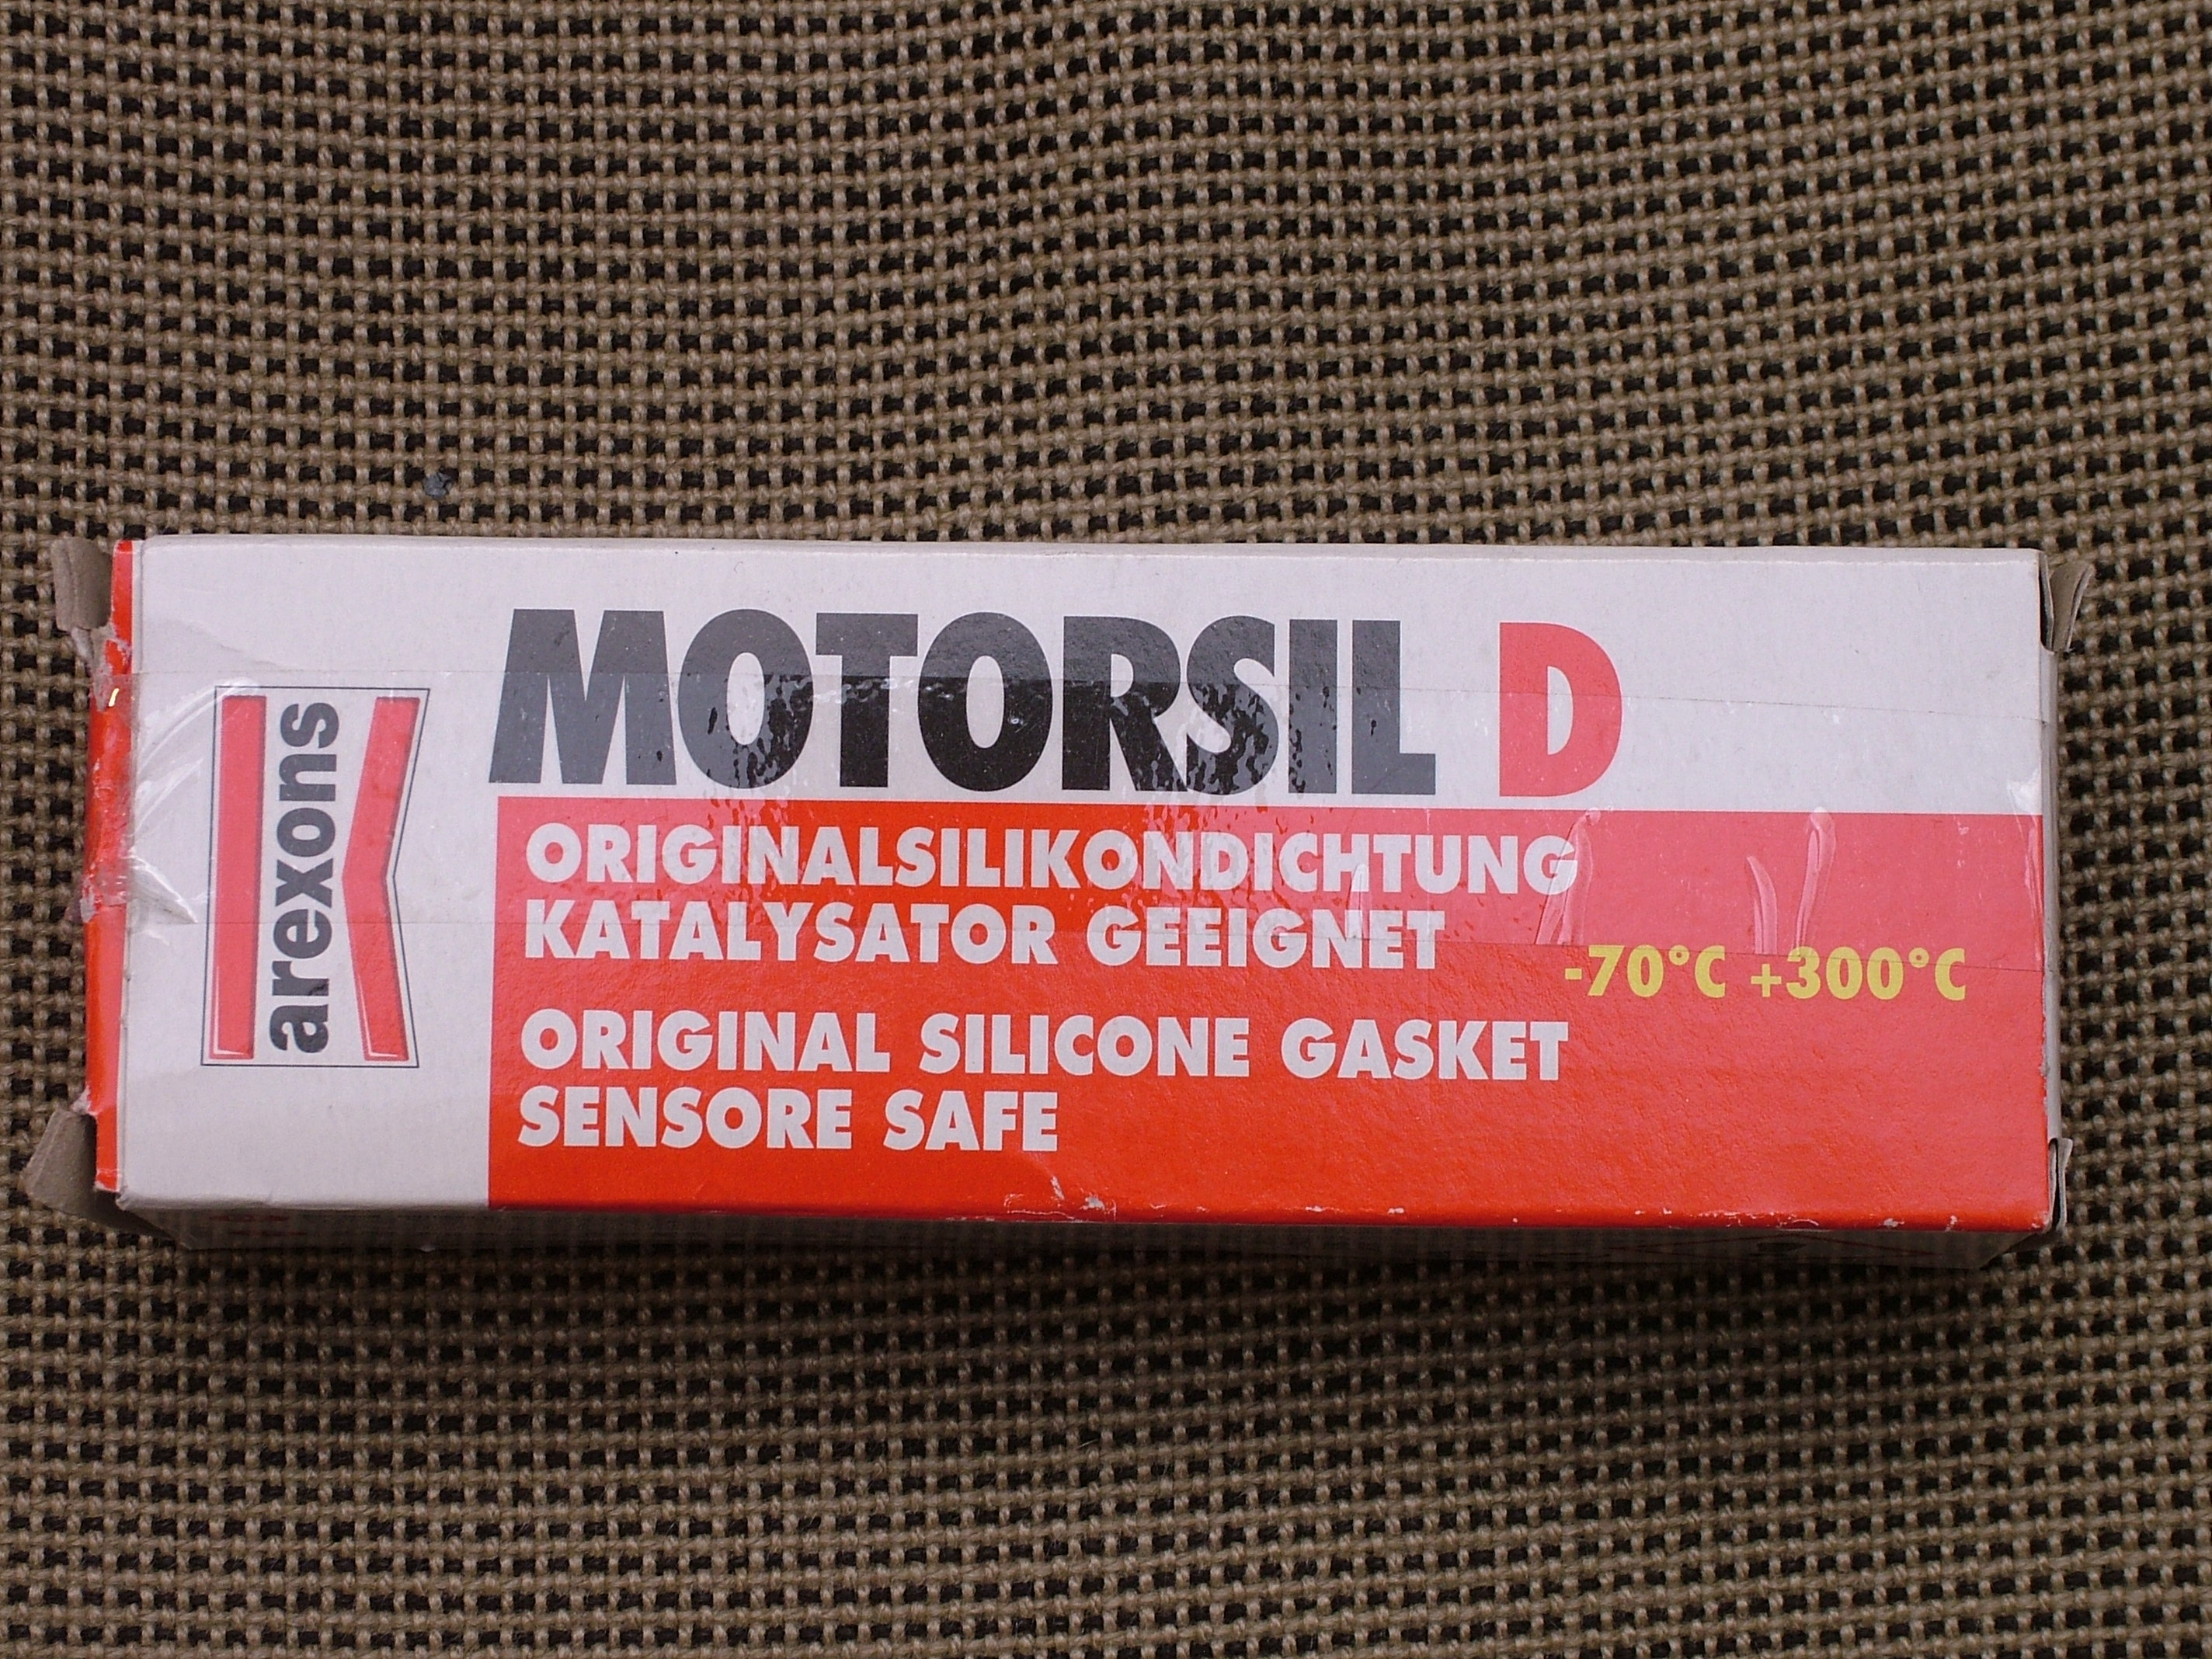 arexons
MOTORSIL D
ORIGINALSILIKONDICHTUNG
KATALYSATOR GEEIGNET
-70°C +300°C
ORIGINAL SILICONE GASKET
SENSORE SAFE